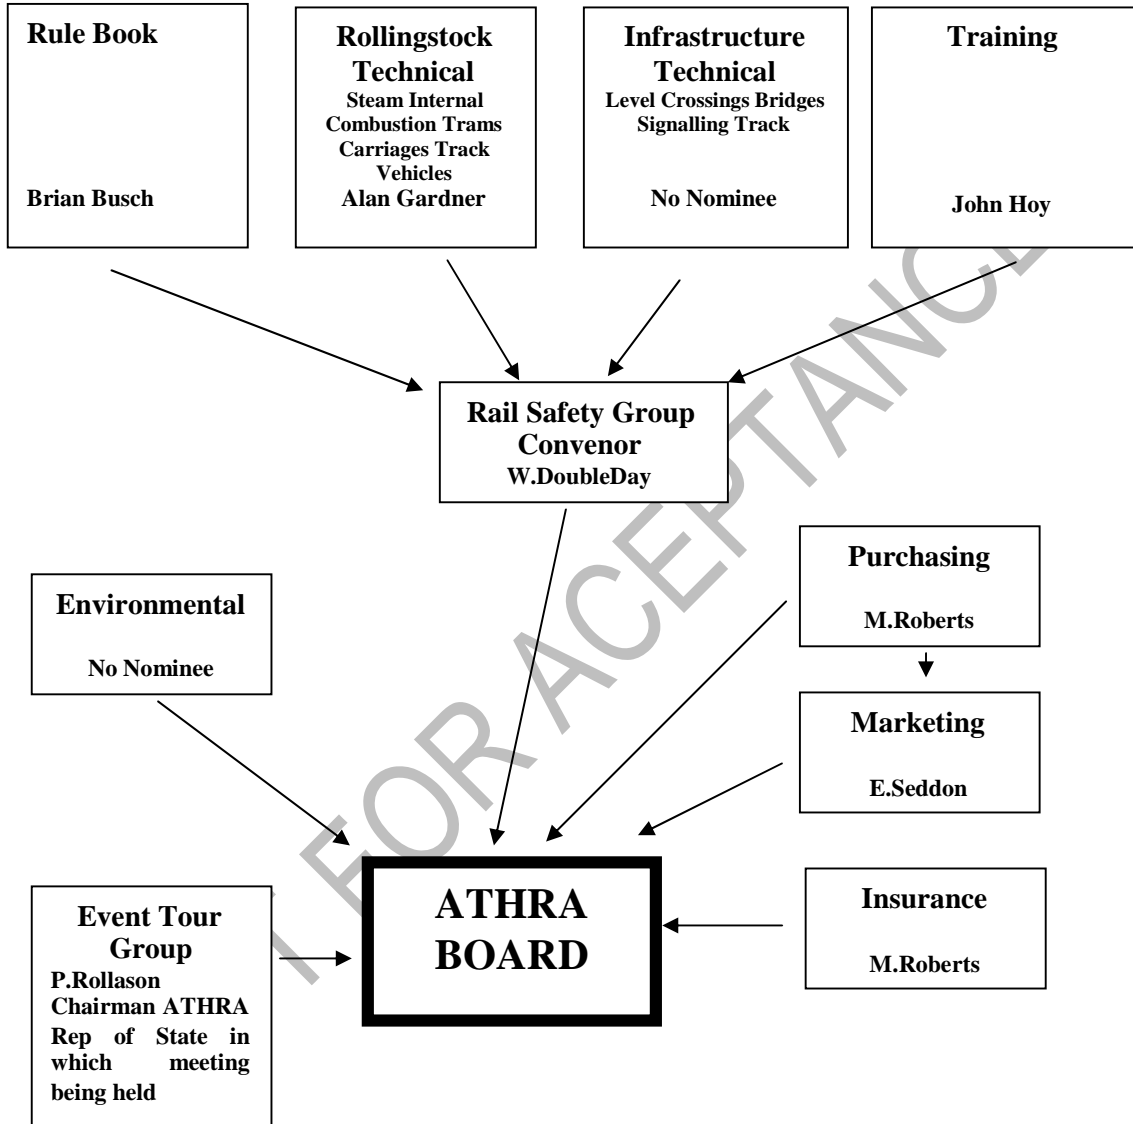 Rule Book
Brian Busch
Rollingstock
Technical
Steam Internal
Combustion Trams
Carriages Track
Vehicles
Alan Gardner
Infrastructure
Technical
Level Crossings Bridges
Signalling Track
No Nominee
Training
John Hoy
Rail Safety Group
Convenor
W.DoubleDay
Purchasing
M.Roberts
Environmental
No Nominee
Marketing
E.Seddon
ATHRA
BOARD
Insurance
M.Roberts
Event Tour
Group
P.Rollason
Chairman ATHRA
Rep of State in
which meeting
being held
T FOR ACEPTANCE